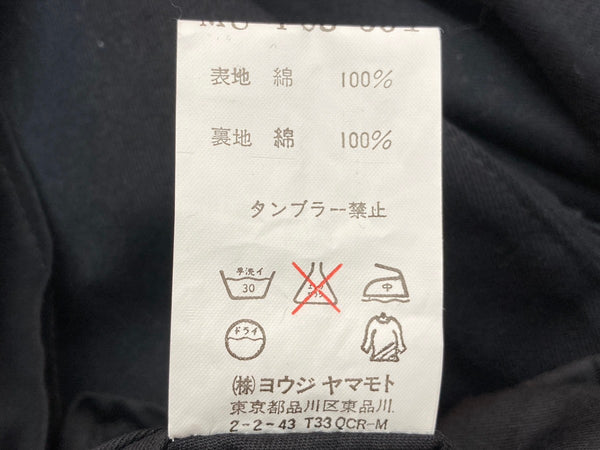 表地 綿 100%
裏地 綿 100%
タンブラー禁止
手洗イ
30
中
ドライ
(株)ヨウジ ヤマモト
東京都品川区東品川
2-2-43 T33QCR-M